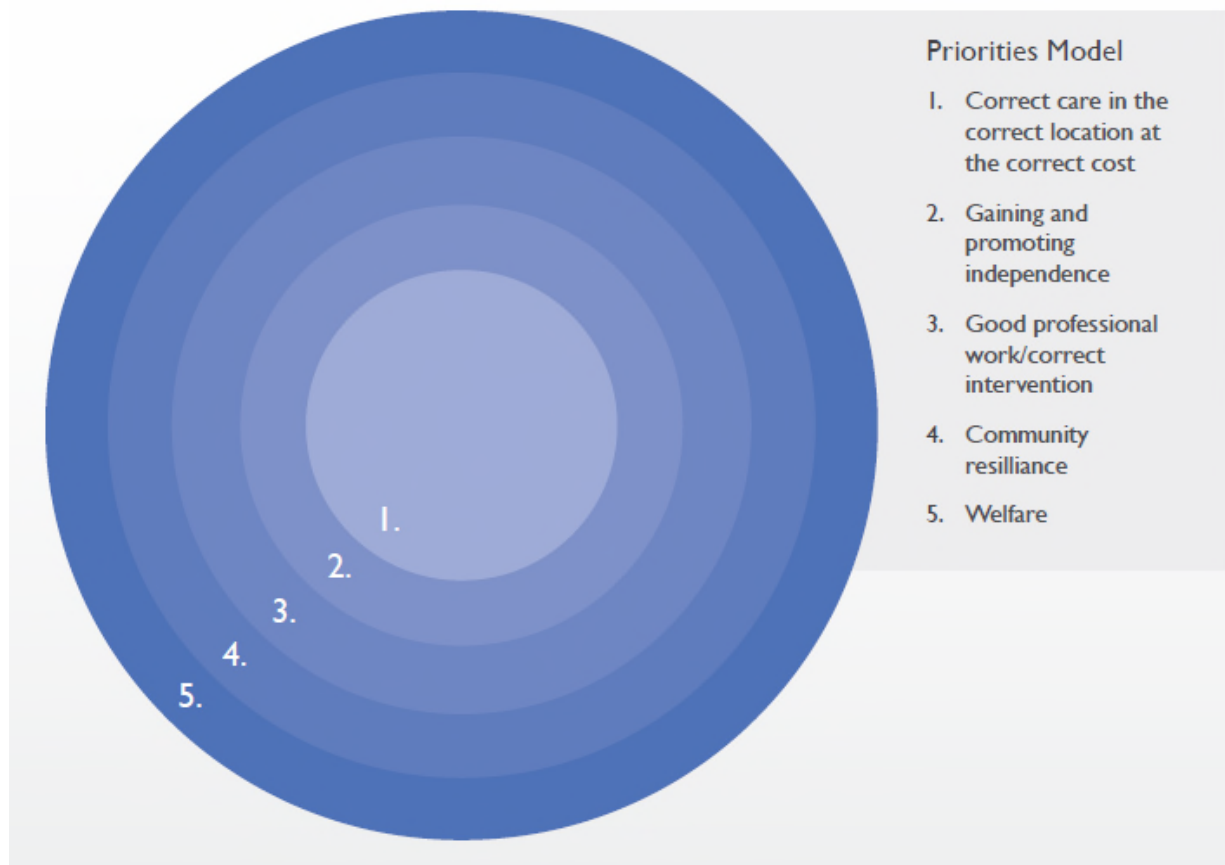 Priorities Model
1. Correct care in the
correct location at
the correct cost
2. Gaining and
promoting
independence
3. Good professional
work/correct
intervention
4. Community
resilliance
5. Welfare
1.
2.
3.
4.
5.